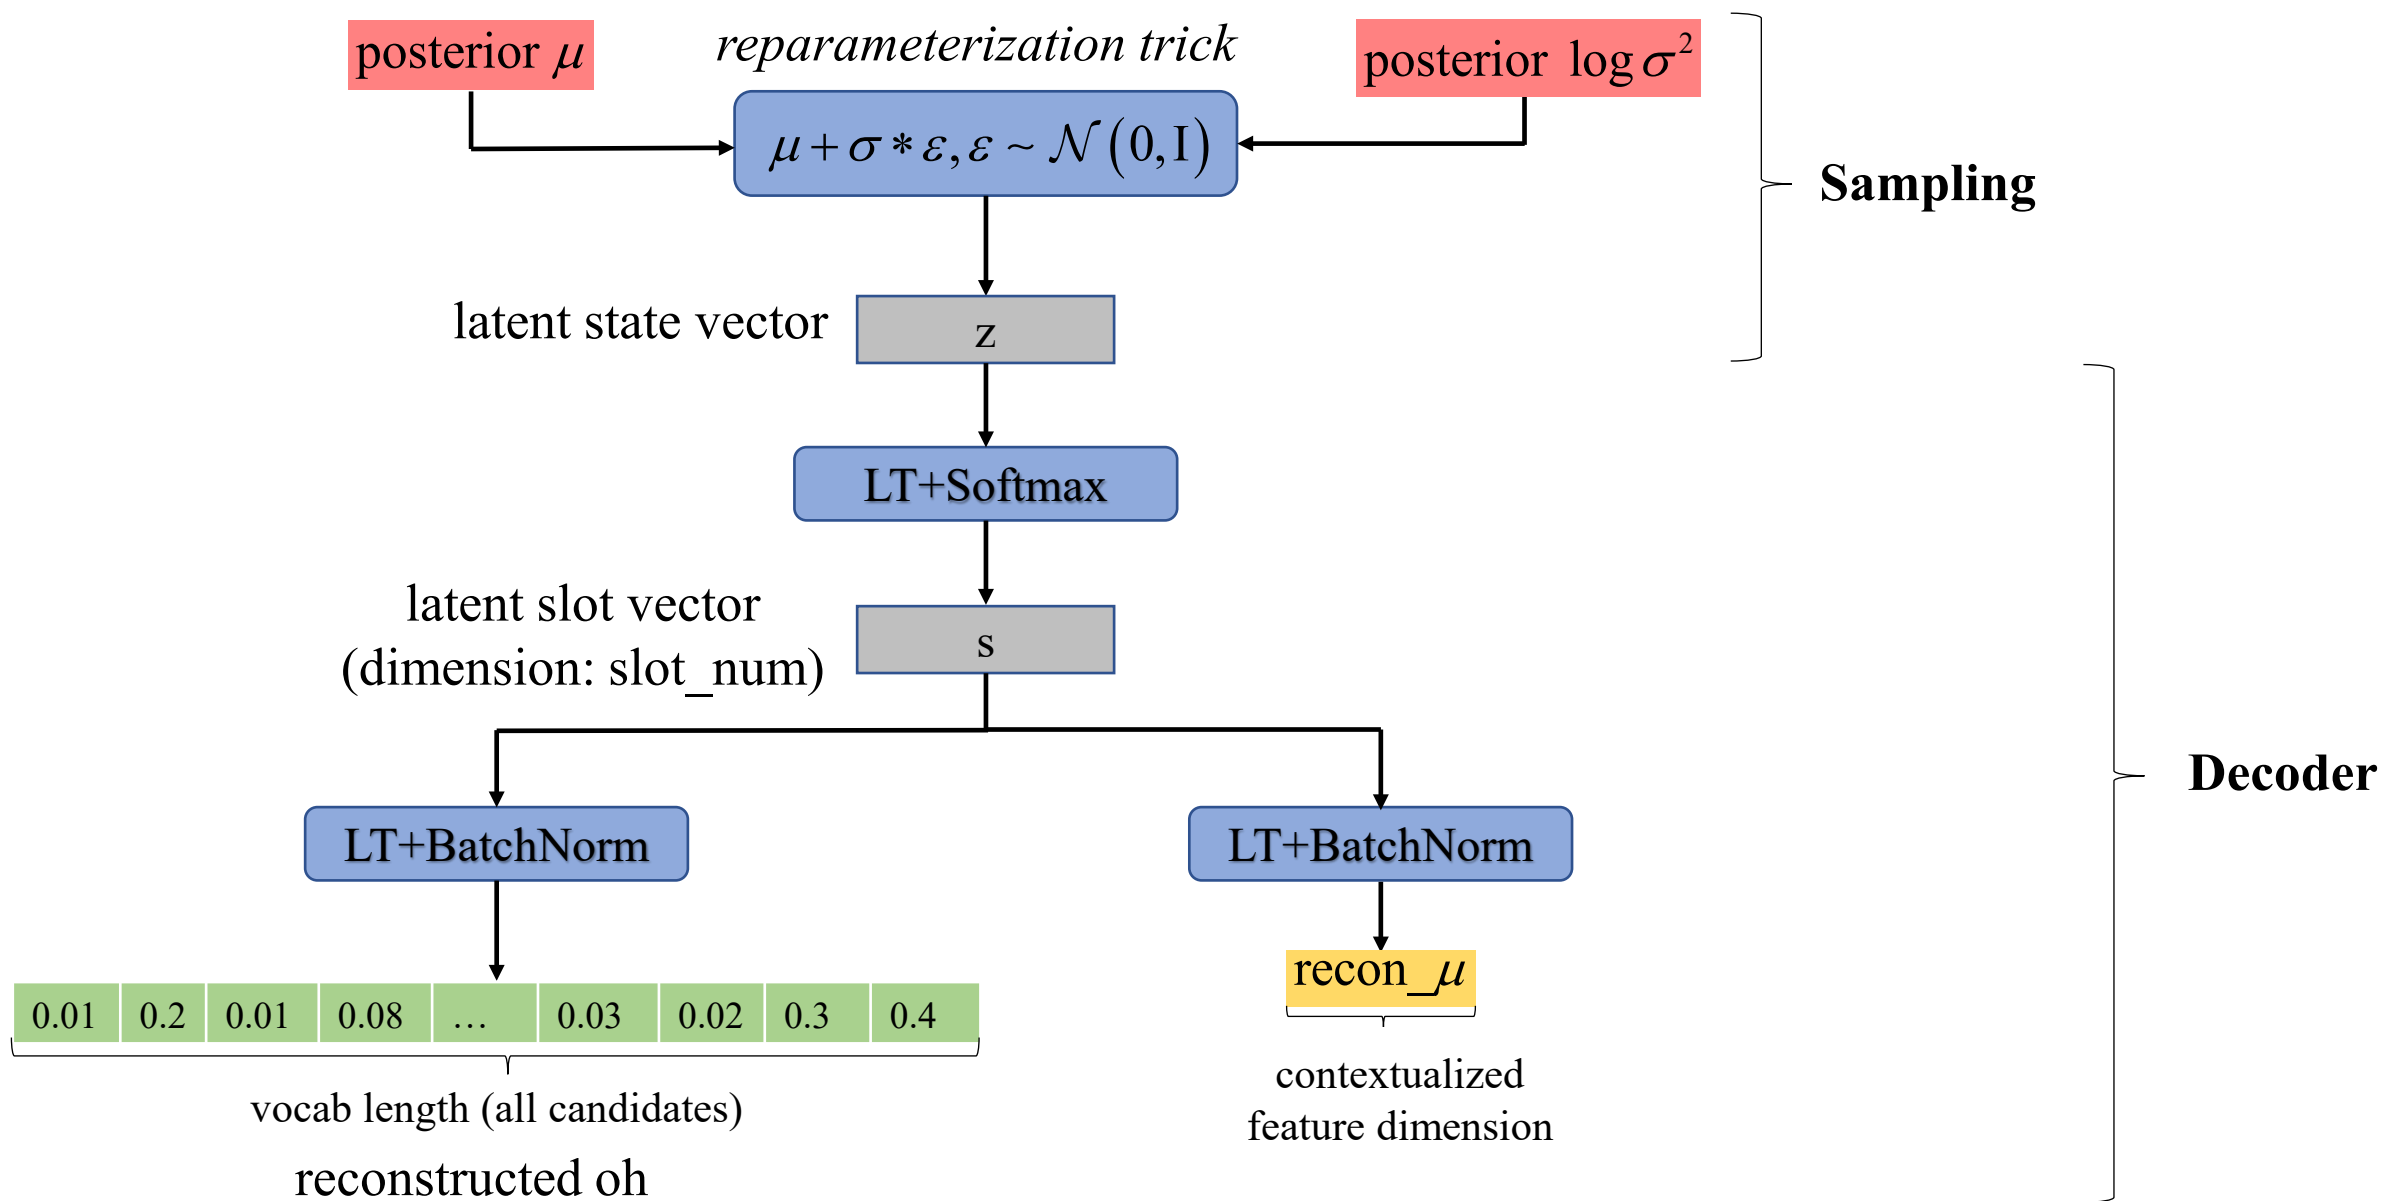 posterior μ
reparameterization trick
posterior log σ²
μ + σ * ε, ε ~ 𝒩(0, I)
Sampling
latent state vector
z
LT+Softmax
latent slot vector
(dimension: slot_num)
s
Decoder
LT+BatchNorm
LT+BatchNorm
recon_μ
0.01 0.2 0.01 0.08 … 0.03 0.02 0.3 0.4
contextualized
feature dimension
vocab length (all candidates)
reconstructed oh